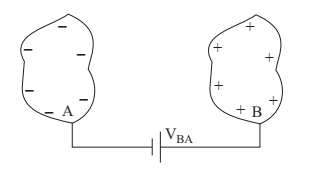 − + − − + + − + − + − + A B V_BA